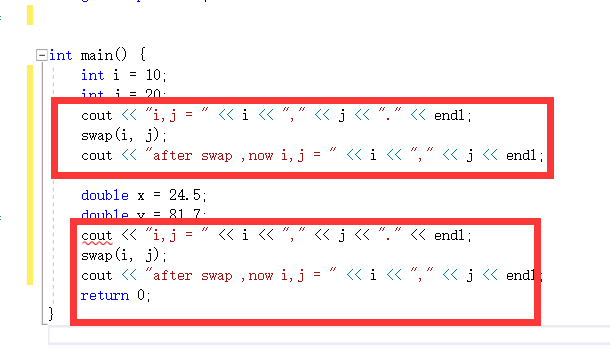 int main() {
int i = 10;
int j = 20;
cout << "i,j = " << i << "," << j << "." << endl;
swap(i, j);
cout << "after swap ,now i,j = " << i << "," << j << endl;
double x = 24.5;
double y = 81.7;
cout << "i,j = " << i << "," << j << "." << endl;
swap(i, j);
cout << "after swap ,now i,j = " << i << "," << j << endl;
return 0;
}